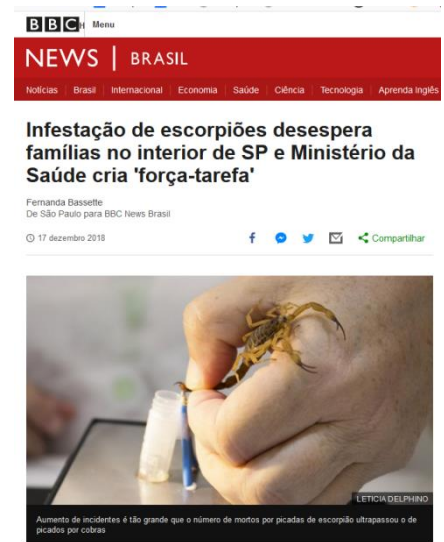 BBC Menu
NEWS | BRASIL
Notícias Brasil Internacional Economia Saúde Ciência Tecnologia Aprenda Inglês
Infestação de escorpiões desespera
famílias no interior de SP e Ministério da
Saúde cria 'força-tarefa'
Fernanda Bassette
De São Paulo para BBC News Brasil
17 dezembro 2018
Compartilhar
LETICIA DELPHINO
Aumento de incidentes é tão grande que o número de mortos por picadas de escorpião ultrapassou o de
picados por cobras